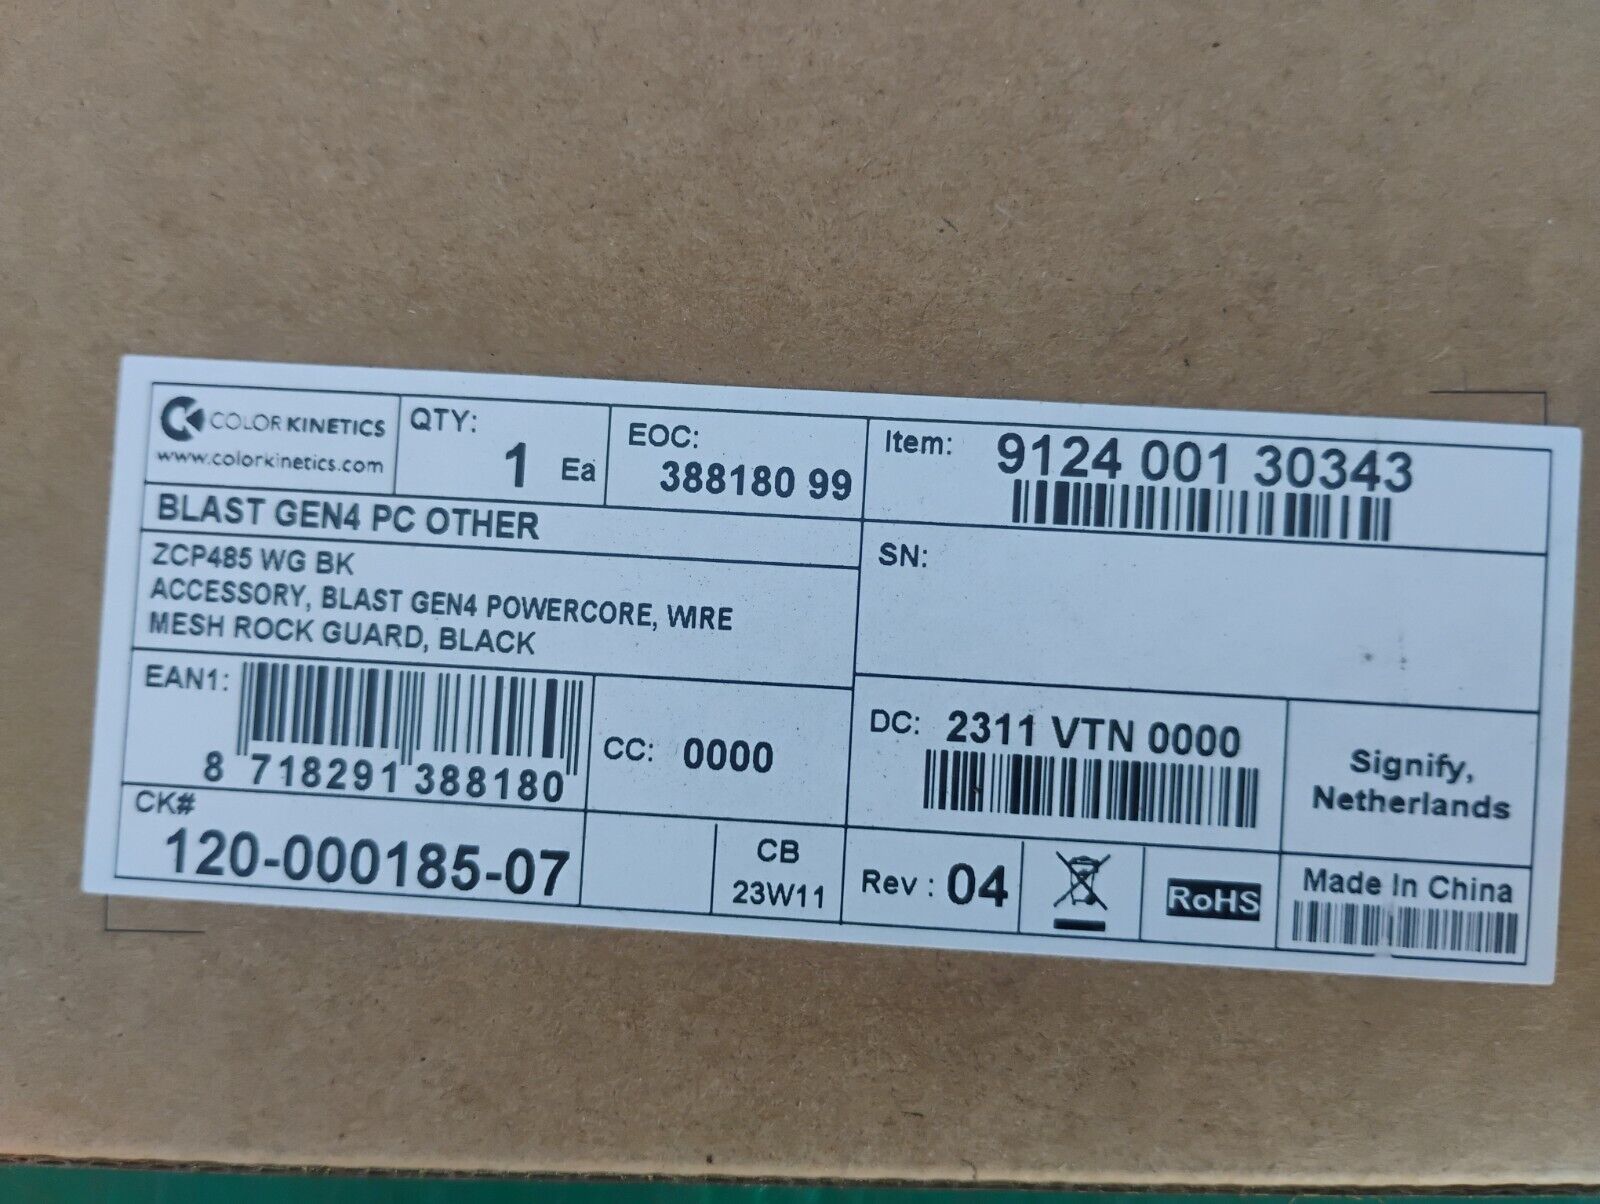 COLOR KINETICS
www.colorkinetics.com
QTY:
1 Ea
EOC:
388180 99
Item: 9124 001 30343
BLAST GEN4 PC OTHER
ZCP485 WG BK
ACCESSORY, BLAST GEN4 POWERCORE, WIRE
MESH ROCK GUARD, BLACK
SN:
EAN1:
8 718291 388180
CC: 0000
DC: 2311 VTN 0000
Signify,
Netherlands
CK#
120-000185-07
CB
23W11
Rev : 04
RoHS
Made In China